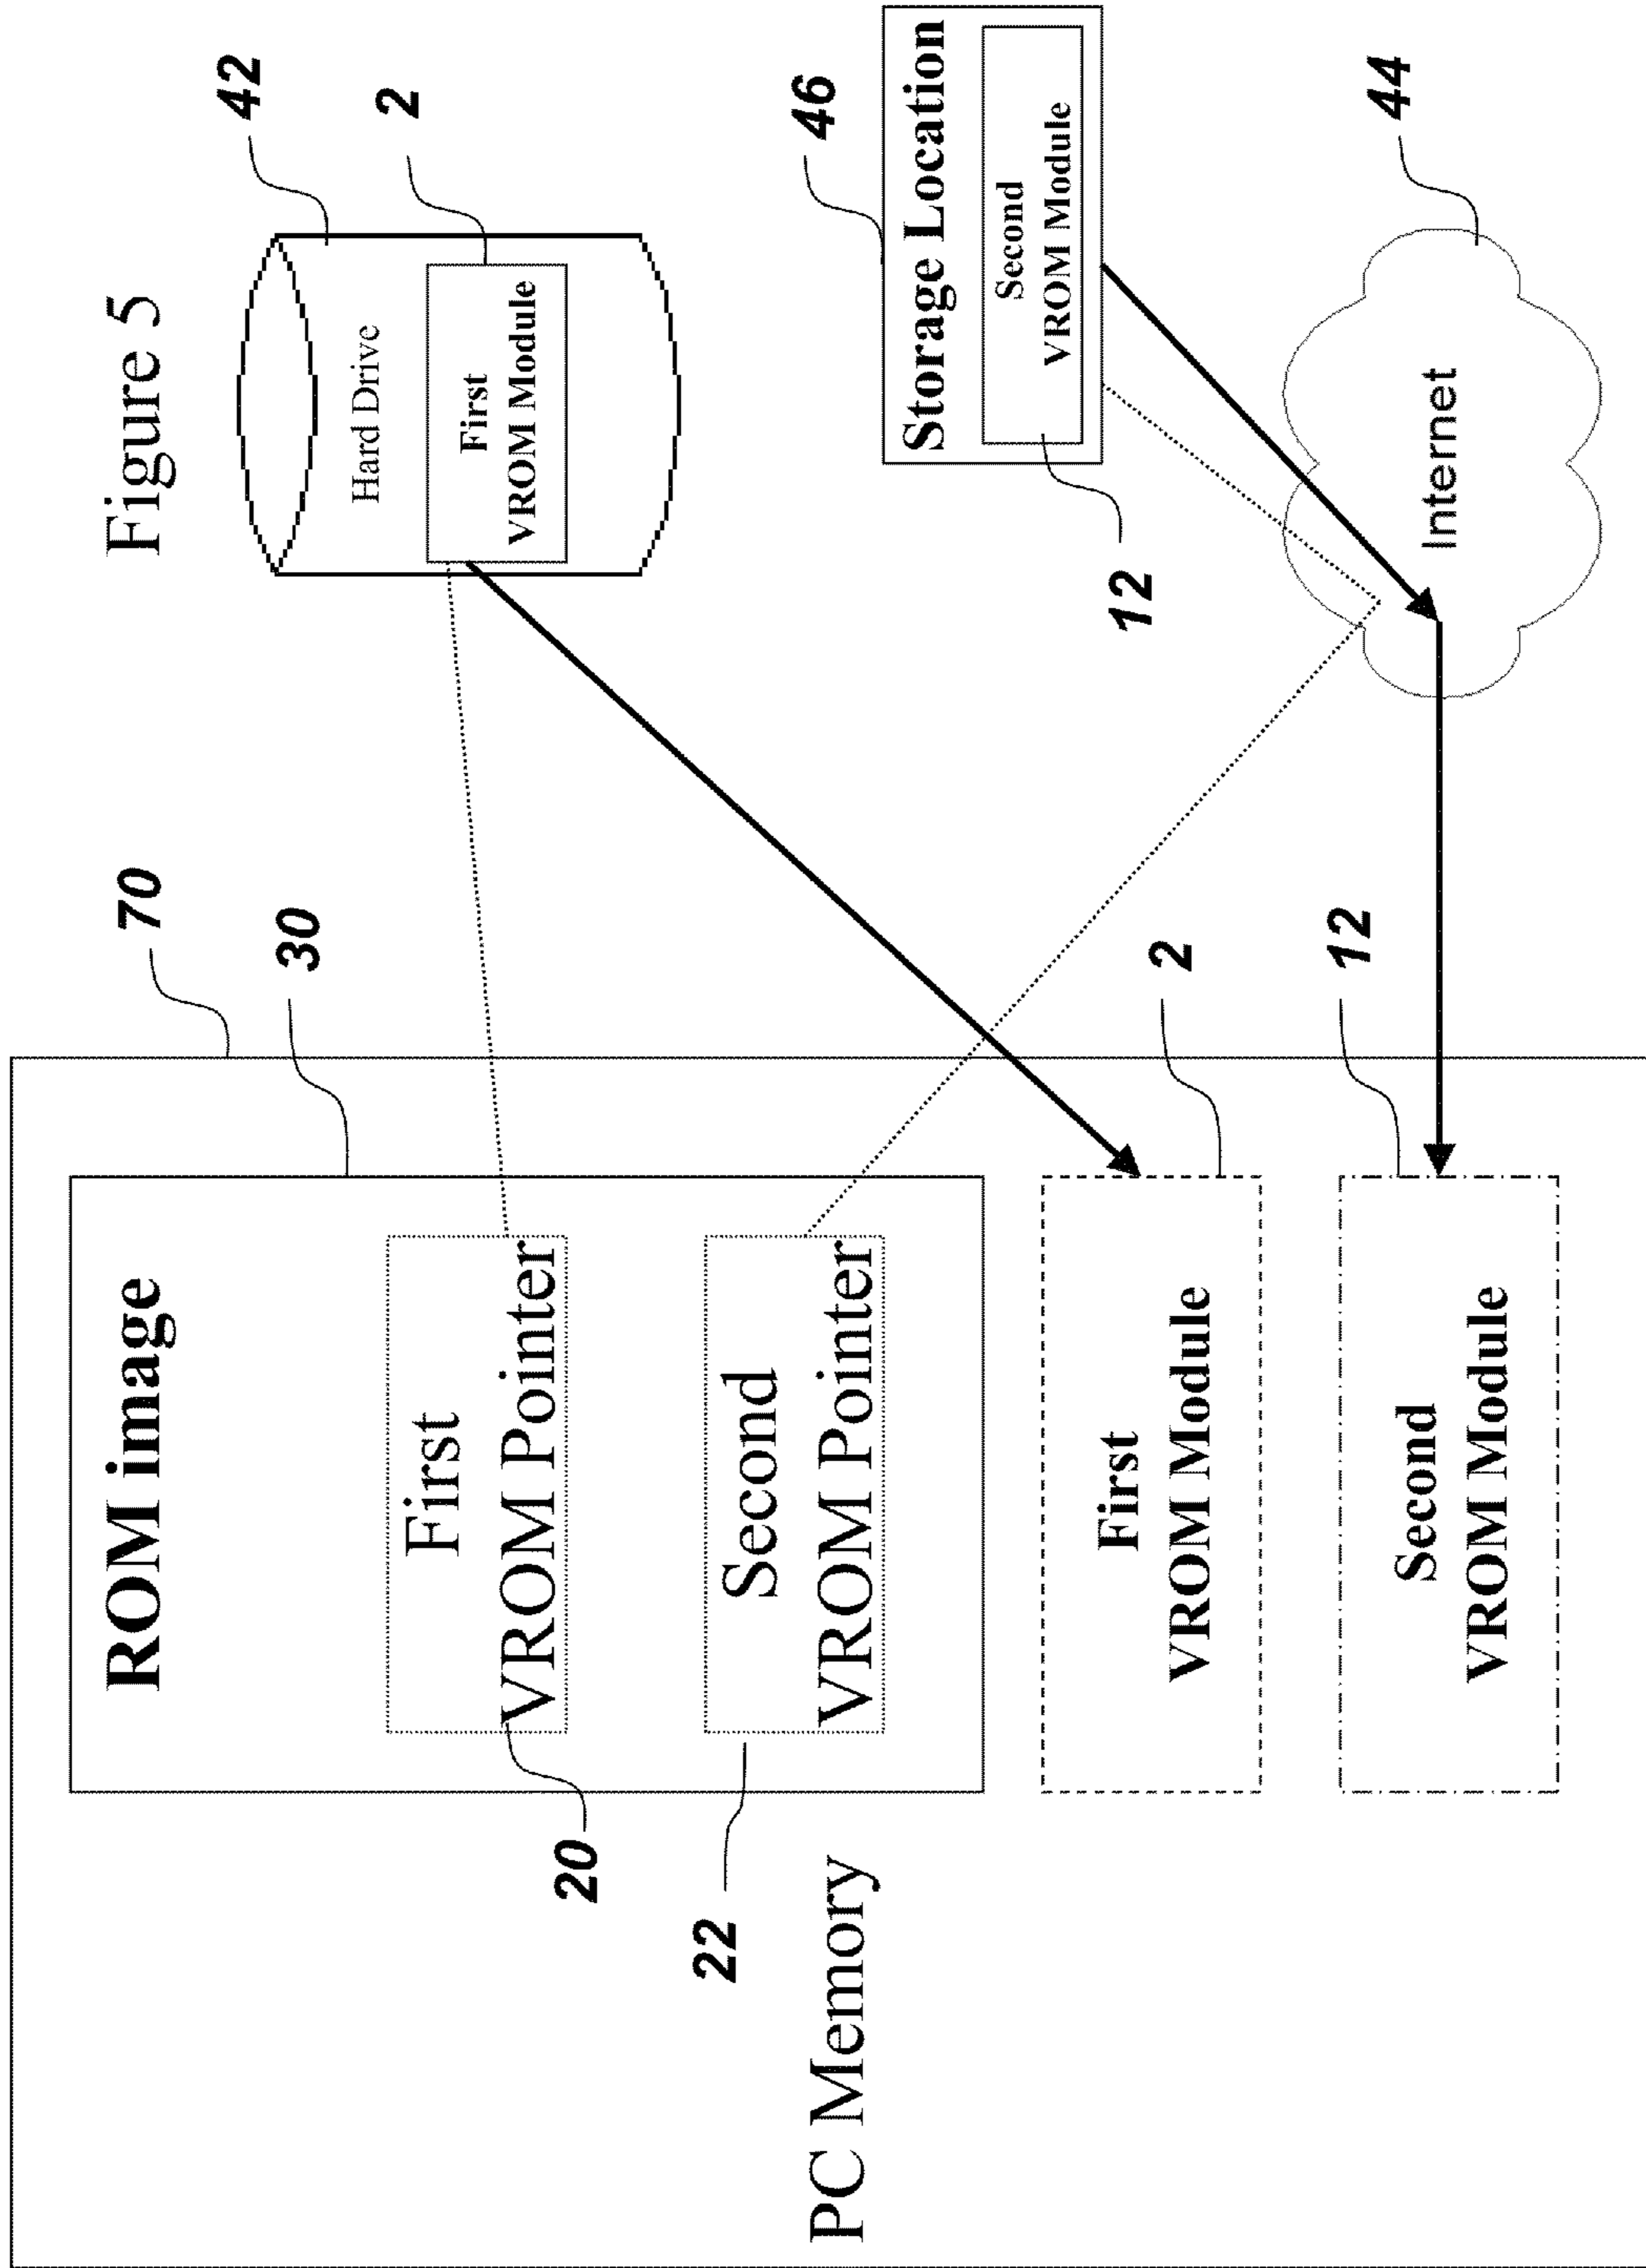 Figure 5
70
30
ROM image
First
VROM Pointer
20
Second
VROM Pointer
22
PC Memory
First
VROM Module
2
Second
VROM Module
12
42
Hard Drive
First
VROM Module
2
46
Storage Location
Second
VROM Module
12
Internet
44